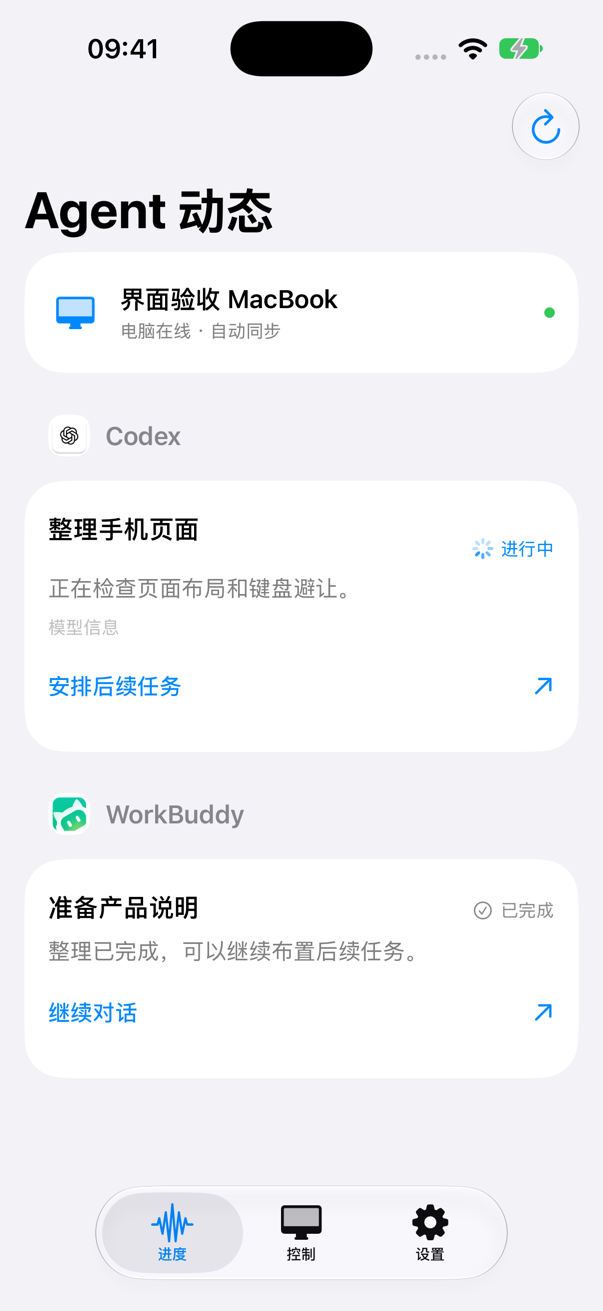 09:41
Agent 动态
界面验收 MacBook
电脑在线 · 自动同步
Codex
整理手机页面
进行中
正在检查页面布局和键盘避让。
模型信息
安排后续任务
WorkBuddy
准备产品说明
已完成
整理已完成，可以继续布置后续任务。
继续对话
进度
控制
设置